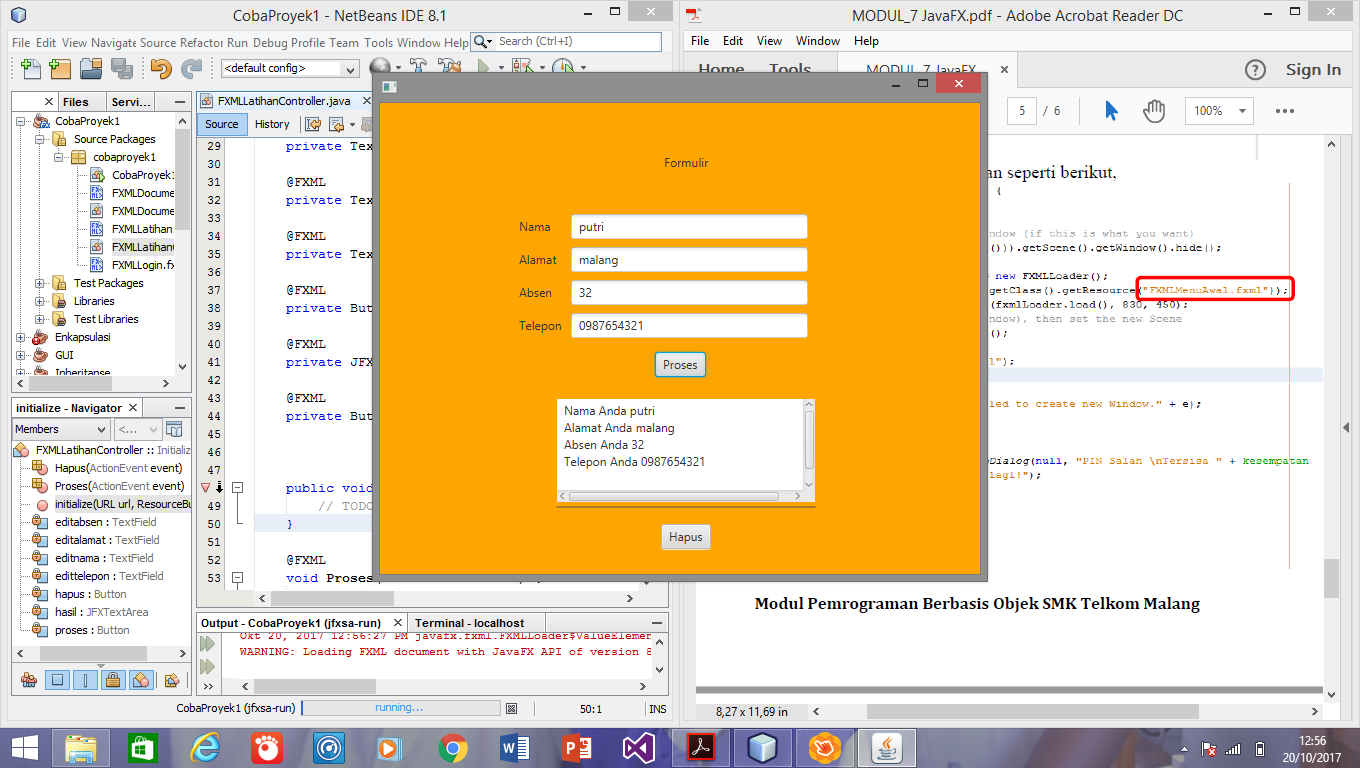 CobaProyek1 - NetBeans IDE 8.1
File Edit View Navigate Source Refactor Run Debug Profile Team Tools Window Help
Search (Ctrl+I)
<default config>
Files
Servi...
CobaProyek1
Source Packages
cobaproyek1
CobaProyek1
FXMLDocume
FXMLDocume
FXMLLatihan
FXMLLatihan
FXMLLogin.fx
Test Packages
Libraries
Test Libraries
Enkapsulasi
GUI
Inheritanse
initialize - Navigator
Members
<...
FXMLLatihanController :: Initializ
Hapus(ActionEvent event)
Proses(ActionEvent event)
initialize(URL url, ResourceBu
editabsen : TextField
editalamat : TextField
editnama : TextField
edittelepon : TextField
hapus : Button
hasil : JFXTextArea
proses : Button
FXMLLatihanController.java
Source
History
29 private Tex
30
31 @FXML
32 private Tex
33
34 @FXML
35 private Tex
36
37 @FXML
38 private But
39
40 @FXML
41 private JFX
42
43 @FXML
44 private But
45
46
47
public void
49 // TODO
50 }
51
52 @FXML
53 void Proses(
Output - CobaProyek1 (jfxsa-run)
Terminal - localhost
Okt 20, 2017 12:56:27 PM javafx.fxml.FXMLLoader$ValueElemen
WARNING: Loading FXML document with JavaFX API of version 8
CobaProyek1 (jfxsa-run)
running...
50:1
INS
Formulir
Nama
putri
Alamat
malang
Absen
32
Telepon
0987654321
Proses
Nama Anda putri
Alamat Anda malang
Absen Anda 32
Telepon Anda 0987654321
Hapus
MODUL_7 JavaFX.pdf - Adobe Acrobat Reader DC
File Edit View Window Help
Home
Tools
MODUL_7 JavaFX...
Sign In
5 / 6
100%
an seperti berikut,
{
ndow (if this is what you want)
())).getScene().getWindow().hide();
new FXMLLoader();
getClass().getResource("FXMLMenuAwal.fxml"));
(fxmlLoader.load(), 830, 450);
ndow), then set the new Scene
();
l");
led to create new Window." + e);
Dialog(null, "PIN Salah \nTersisa " + kesempatan
lagi!");
Modul Pemrograman Berbasis Objek SMK Telkom Malang
8,27 x 11,69 in
12:56
20/10/2017